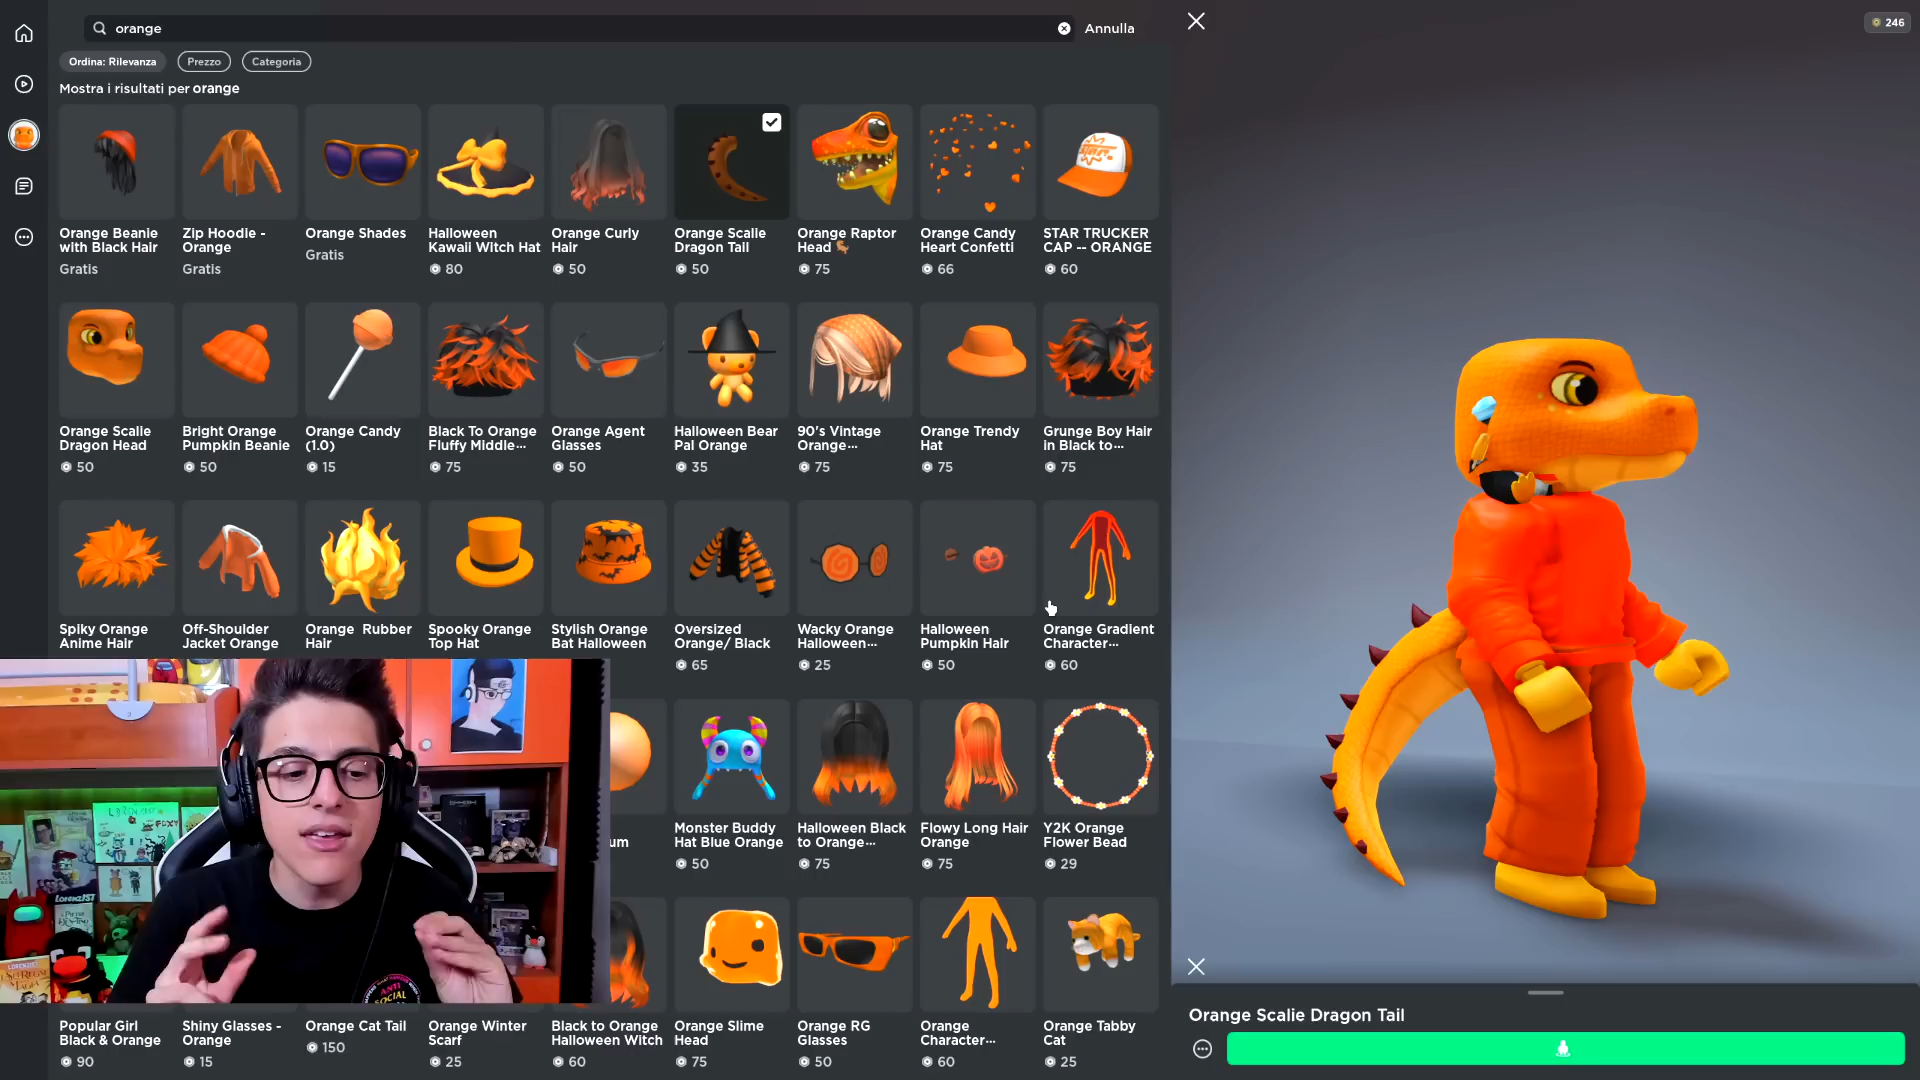 orange
Annulla
246
Ordina: Rilevanza
Prezzo
Categoria
Mostra i risultati per orange
Orange Beanie
with Black Hair
Gratis
Zip Hoodie -
Orange
Gratis
Orange Shades
Gratis
Halloween
Kawaii Witch Hat
80
Orange Curly
Hair
50
Orange Scalie
Dragon Tail
50
Orange Raptor
Head 🦖
75
Orange Candy
Heart Confetti
66
STAR TRUCKER
CAP -- ORANGE
60
Orange Scalie
Dragon Head
50
Bright Orange
Pumpkin Beanie
50
Orange Candy
(1.0)
15
Black To Orange
Fluffy Middle...
75
Orange Agent
Glasses
50
Halloween Bear
Pal Orange
35
90's Vintage
Orange...
75
Orange Trendy
Hat
75
Grunge Boy Hair
in Black to...
75
Spiky Orange
Anime Hair
Off-Shoulder
Jacket Orange
Orange Rubber
Hair
Spooky Orange
Top Hat
Stylish Orange
Bat Halloween
Oversized
Orange/ Black
65
Wacky Orange
Halloween...
25
Halloween
Pumpkin Hair
50
Orange Gradient
Character...
60
um
Monster Buddy
Hat Blue Orange
50
Halloween Black
to Orange...
75
Flowy Long Hair
Orange
75
Y2K Orange
Flower Bead
29
ANTI
SOCIAL
Popular Girl
Black & Orange
90
Shiny Glasses -
Orange
15
Orange Cat Tail
150
Orange Winter
Scarf
25
Black to Orange
Halloween Witch
60
Orange Slime
Head
75
Orange RG
Glasses
50
Orange
Character...
60
Orange Tabby
Cat
25
Orange Scalie Dragon Tail